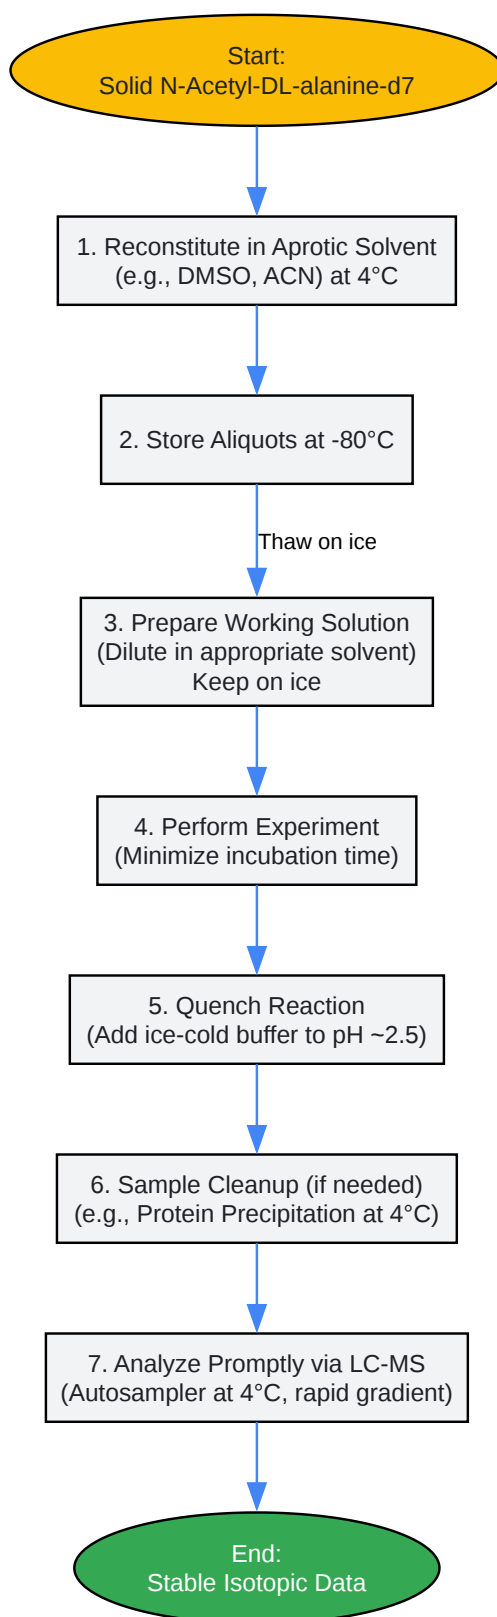 Start:
Solid N-Acetyl-DL-alanine-d7
1. Reconstitute in Aprotic Solvent
(e.g., DMSO, ACN) at 4°C
2. Store Aliquots at -80°C
Thaw on ice
3. Prepare Working Solution
(Dilute in appropriate solvent)
Keep on ice
4. Perform Experiment
(Minimize incubation time)
5. Quench Reaction
(Add ice-cold buffer to pH ~2.5)
6. Sample Cleanup (if needed)
(e.g., Protein Precipitation at 4°C)
7. Analyze Promptly via LC-MS
(Autosampler at 4°C, rapid gradient)
End:
Stable Isotopic Data